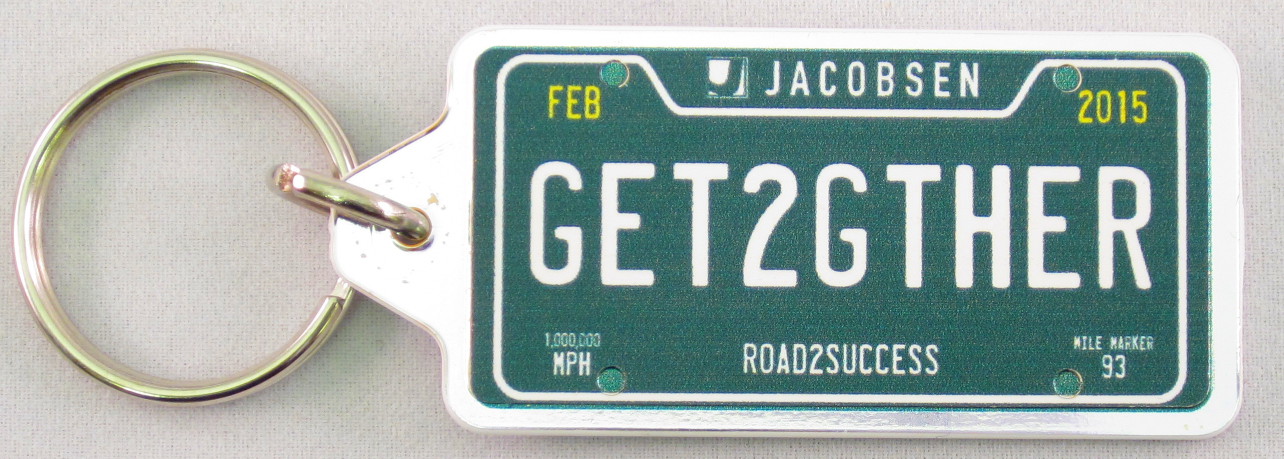 JACOBSEN
FEB 2015
GET2GTHER
1,000,000
MPH
ROAD2SUCCESS
MILE MARKER
93